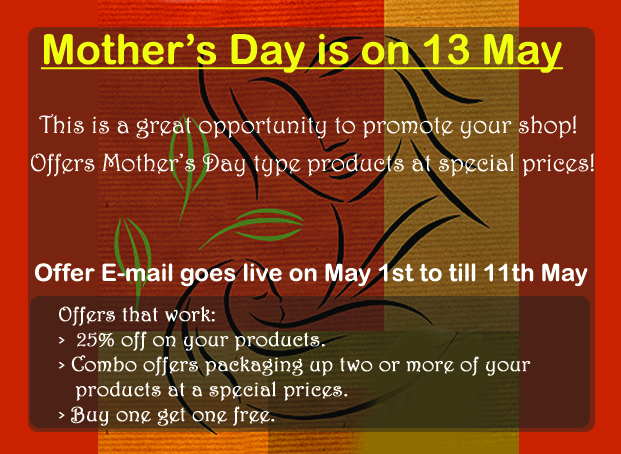 Mother's Day is on 13 May
This is a great opportunity to promote your shop!
Offers Mother's Day type products at special prices!
Offer E-mail goes live on May 1st to till 11th May
Offers that work:
> 25% off on your products.
> Combo offers packaging up two or more of your
products at a special prices.
> Buy one get one free.